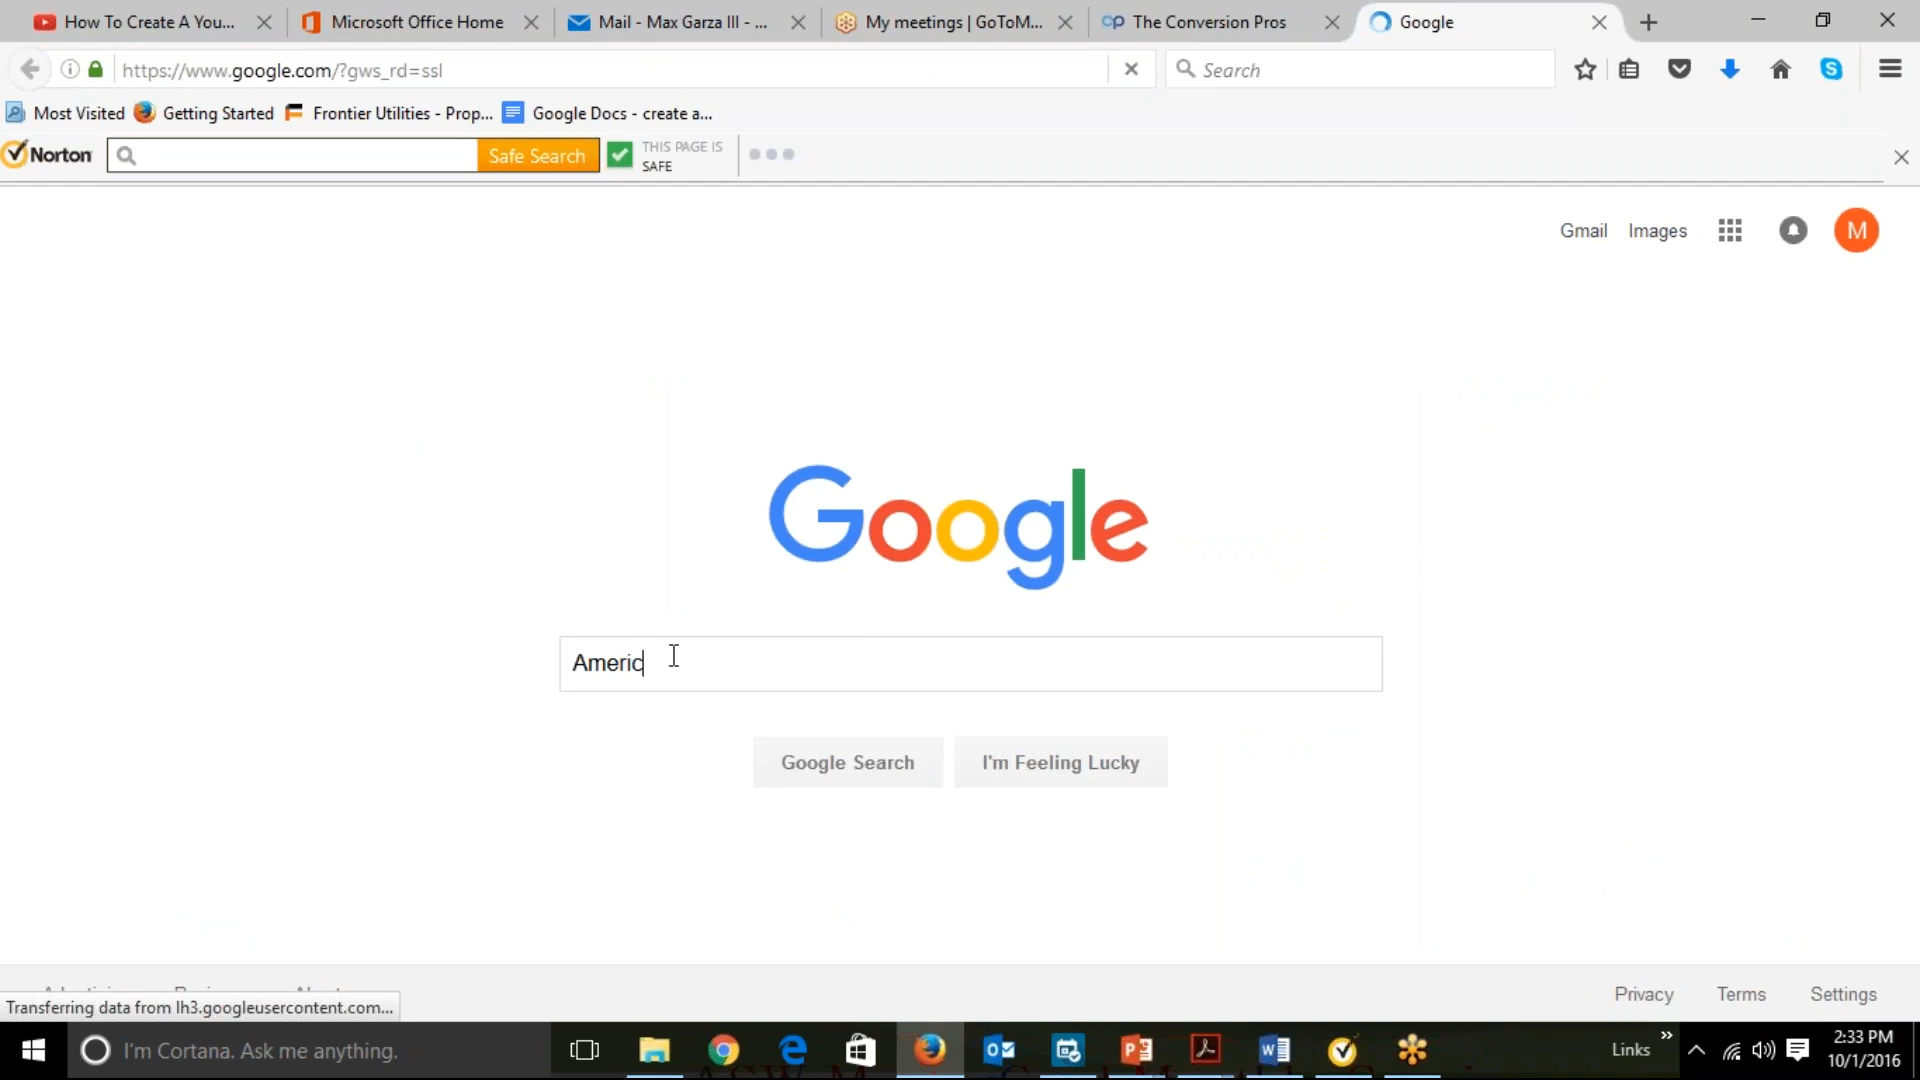 How To Create A You...
Microsoft Office Home
Mail - Max Garza III - ...
My meetings | GoToM...
The Conversion Pros
Google
https://www.google.com/?gws_rd=ssl
Search
Most Visited
Getting Started
Frontier Utilities - Prop...
Google Docs - create a...
Norton
Safe Search
THIS PAGE IS
SAFE
Gmail
Images
M
Google
Americ
Google Search
I'm Feeling Lucky
Privacy
Terms
Settings
Transferring data from lh3.googleusercontent.com...
I'm Cortana. Ask me anything.
Links
2:33 PM
10/1/2016